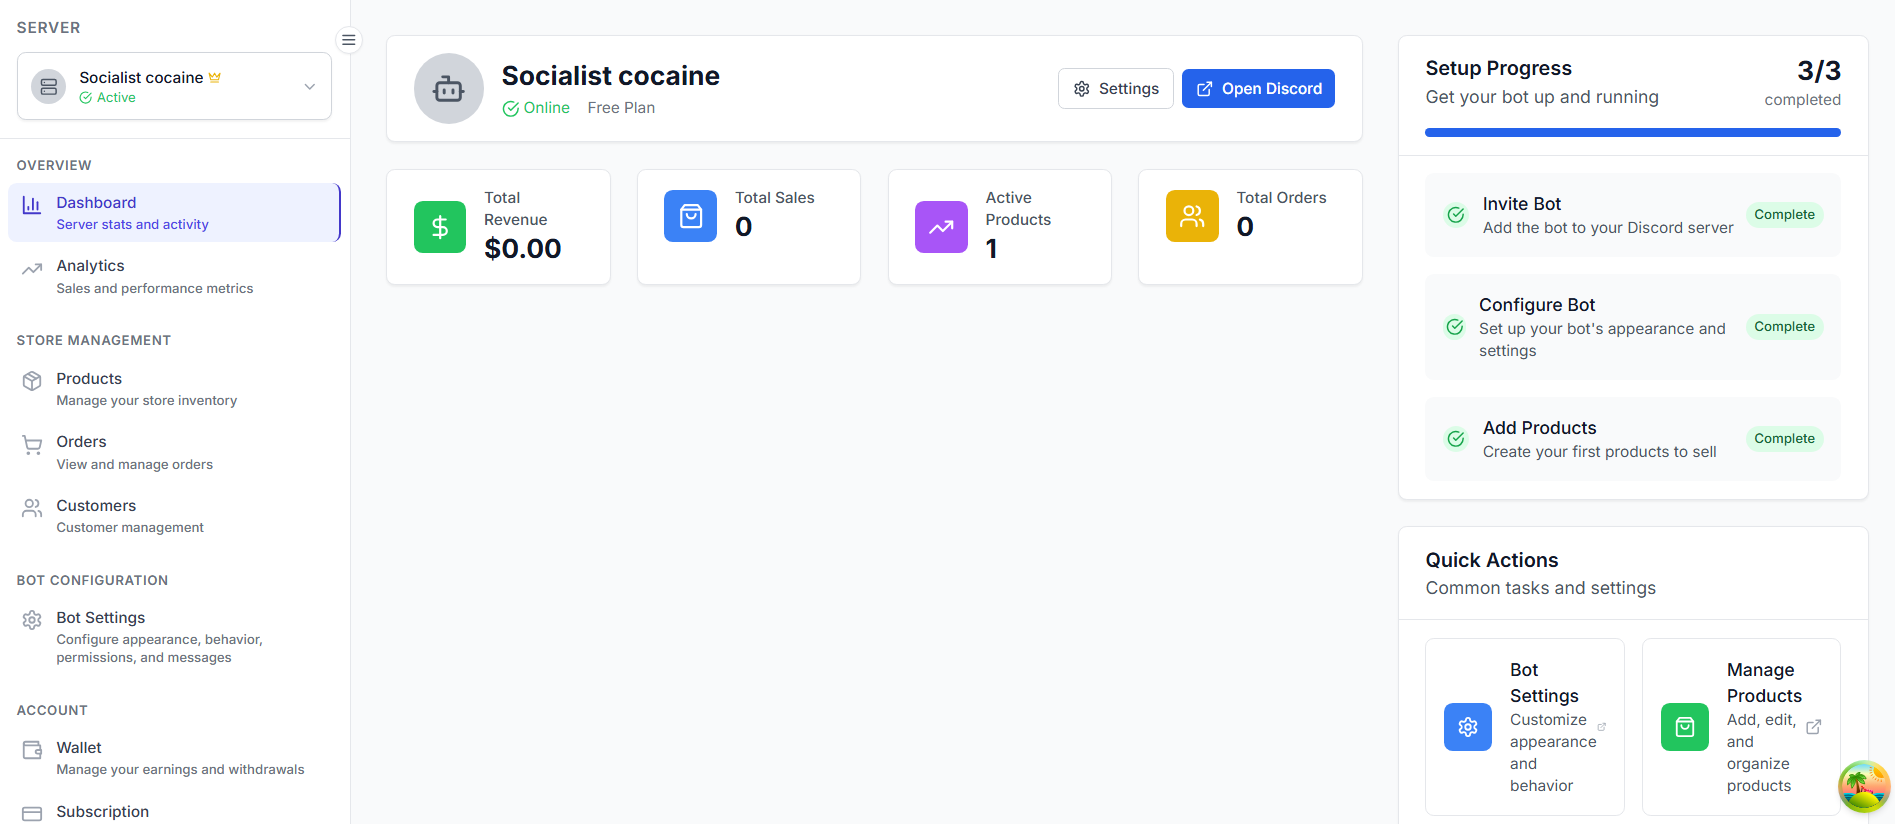 SERVER
Socialist cocaine
Active
OVERVIEW
Dashboard
Server stats and activity
Analytics
Sales and performance metrics
STORE MANAGEMENT
Products
Manage your store inventory
Orders
View and manage orders
Customers
Customer management
BOT CONFIGURATION
Bot Settings
Configure appearance, behavior,
permissions, and messages
ACCOUNT
Wallet
Manage your earnings and withdrawals
Subscription
Socialist cocaine
Online Free Plan
Settings
Open Discord
Total
Revenue
$0.00
Total Sales
0
Active
Products
1
Total Orders
0
Setup Progress
Get your bot up and running
3/3
completed
Invite Bot
Add the bot to your Discord server
Complete
Configure Bot
Set up your bot's appearance and
settings
Complete
Add Products
Create your first products to sell
Complete
Quick Actions
Common tasks and settings
Bot
Settings
Customize
appearance
and
behavior
Manage
Products
Add, edit,
and
organize
products